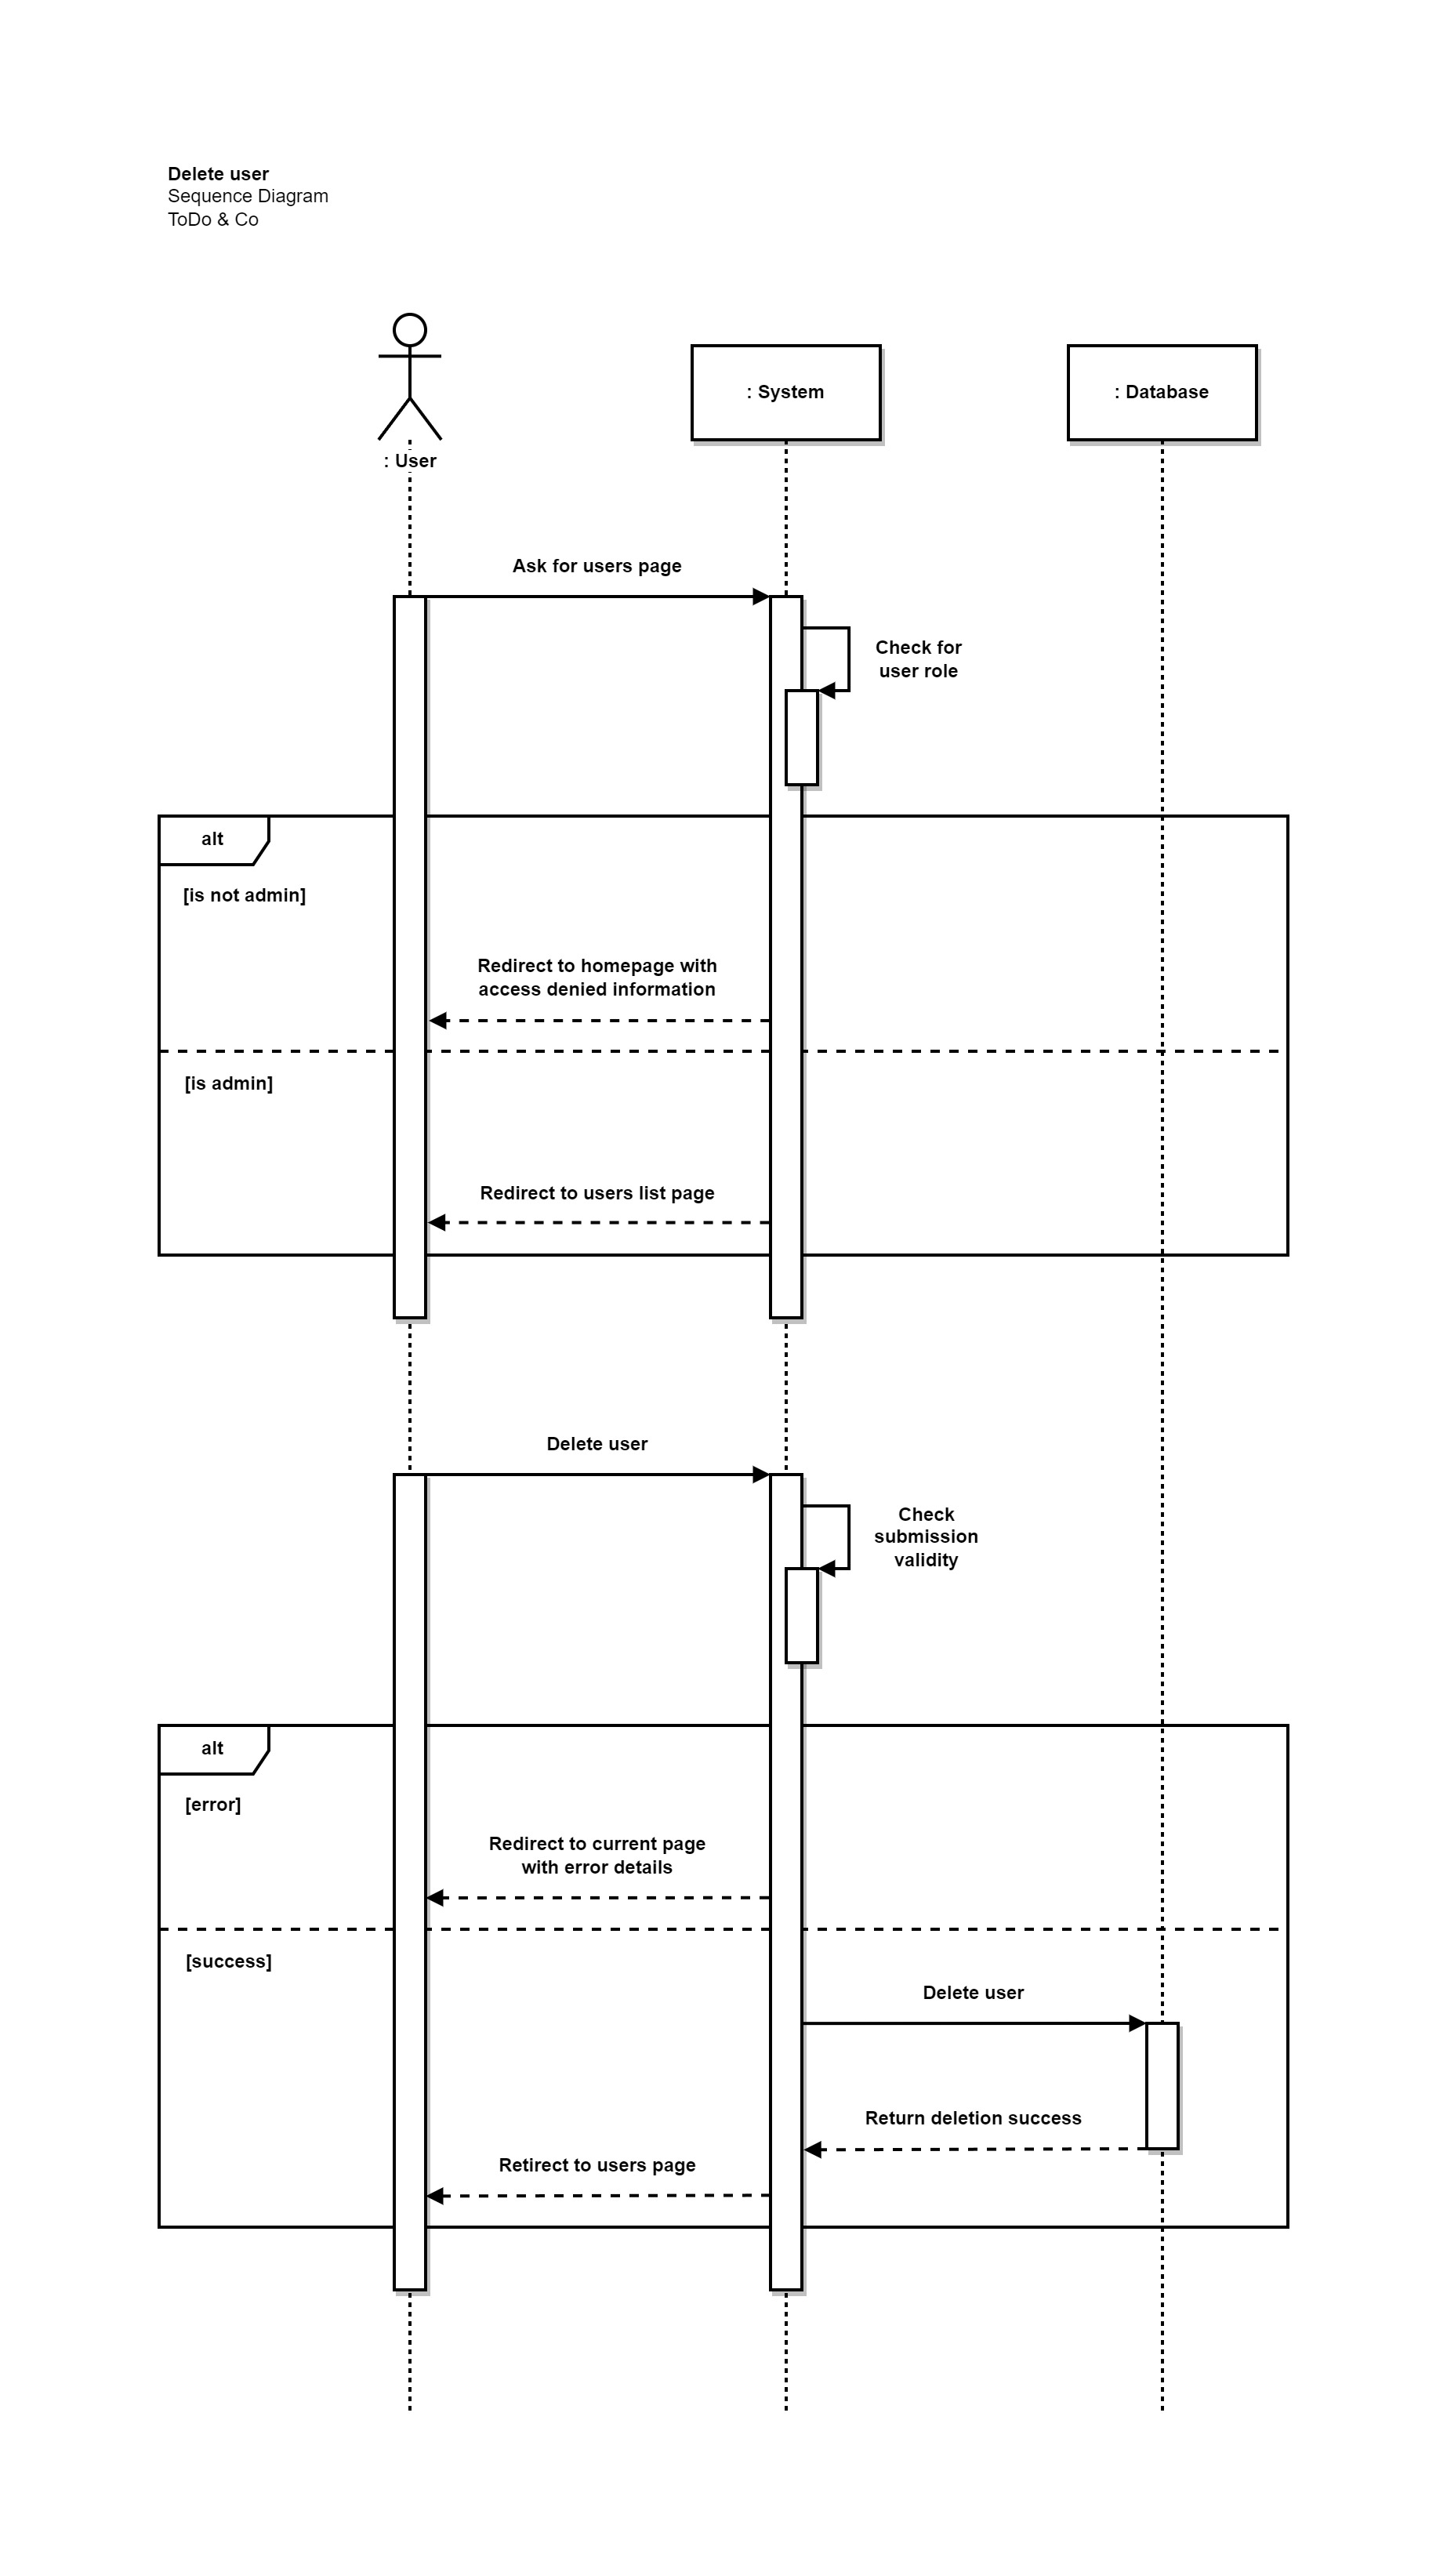 Delete user
Sequence Diagram
ToDo & Co
: User
: System
: Database
Ask for users page
Check for
user role
alt
[is not admin]
Redirect to homepage with
access denied information
[is admin]
Redirect to users list page
Delete user
Check
submission
validity
alt
[error]
Redirect to current page
with error details
[success]
Delete user
Return deletion success
Retirect to users page